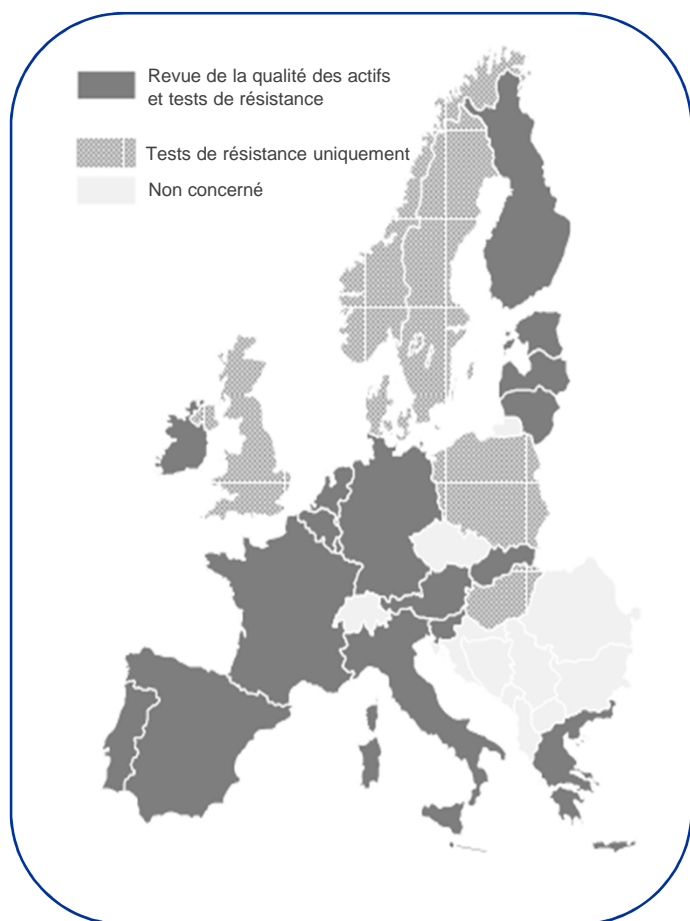 Revue de la qualité des actifs
et tests de résistance
Tests de résistance uniquement
Non concerné